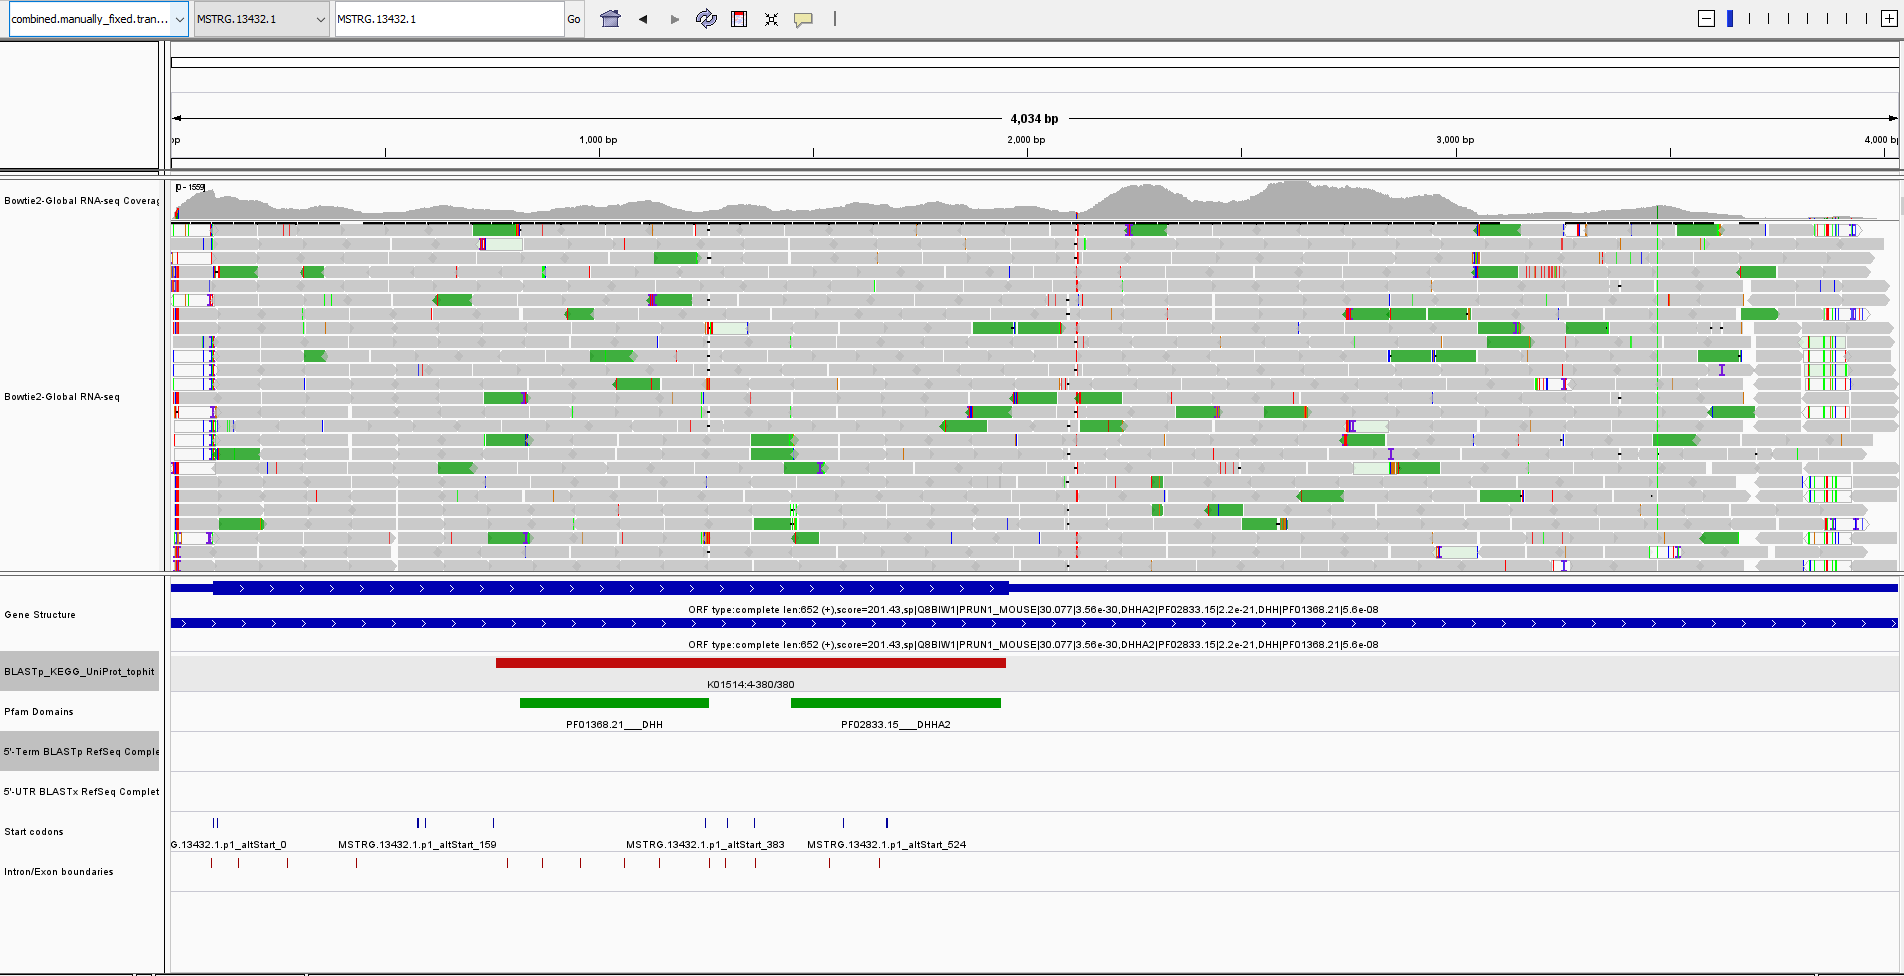 combined.manually_fixed.tran... MSTRG.13432.1 MSTRG.13432.1 Go
4,034 bp
1,000 bp 2,000 bp 3,000 bp
[0 - 1559]
Bowtie2-Global RNA-seq Coverag
Bowtie2-Global RNA-seq
Gene Structure
ORF type:complete len:652 (+),score=201.43,sp|Q8BIW1|PRUN1_MOUSE|30.077|3.56e-30,DHHA2|PF02833.15|2.2e-21,DHH|PF01368.21|5.6e-08
ORF type:complete len:652 (+),score=201.43,sp|Q8BIW1|PRUN1_MOUSE|30.077|3.56e-30,DHHA2|PF02833.15|2.2e-21,DHH|PF01368.21|5.6e-08
BLASTp_KEGG_UniProt_tophit
K01514:4-380/380
Pfam Domains
PF01368.21___DHH PF02833.15___DHHA2
5'-Term BLASTp RefSeq Comple
5'-UTR BLASTx RefSeq Complet
Start codons
G.13432.1.p1_altStart_0 MSTRG.13432.1.p1_altStart_159 MSTRG.13432.1.p1_altStart_383 MSTRG.13432.1.p1_altStart_524
Intron/Exon boundaries